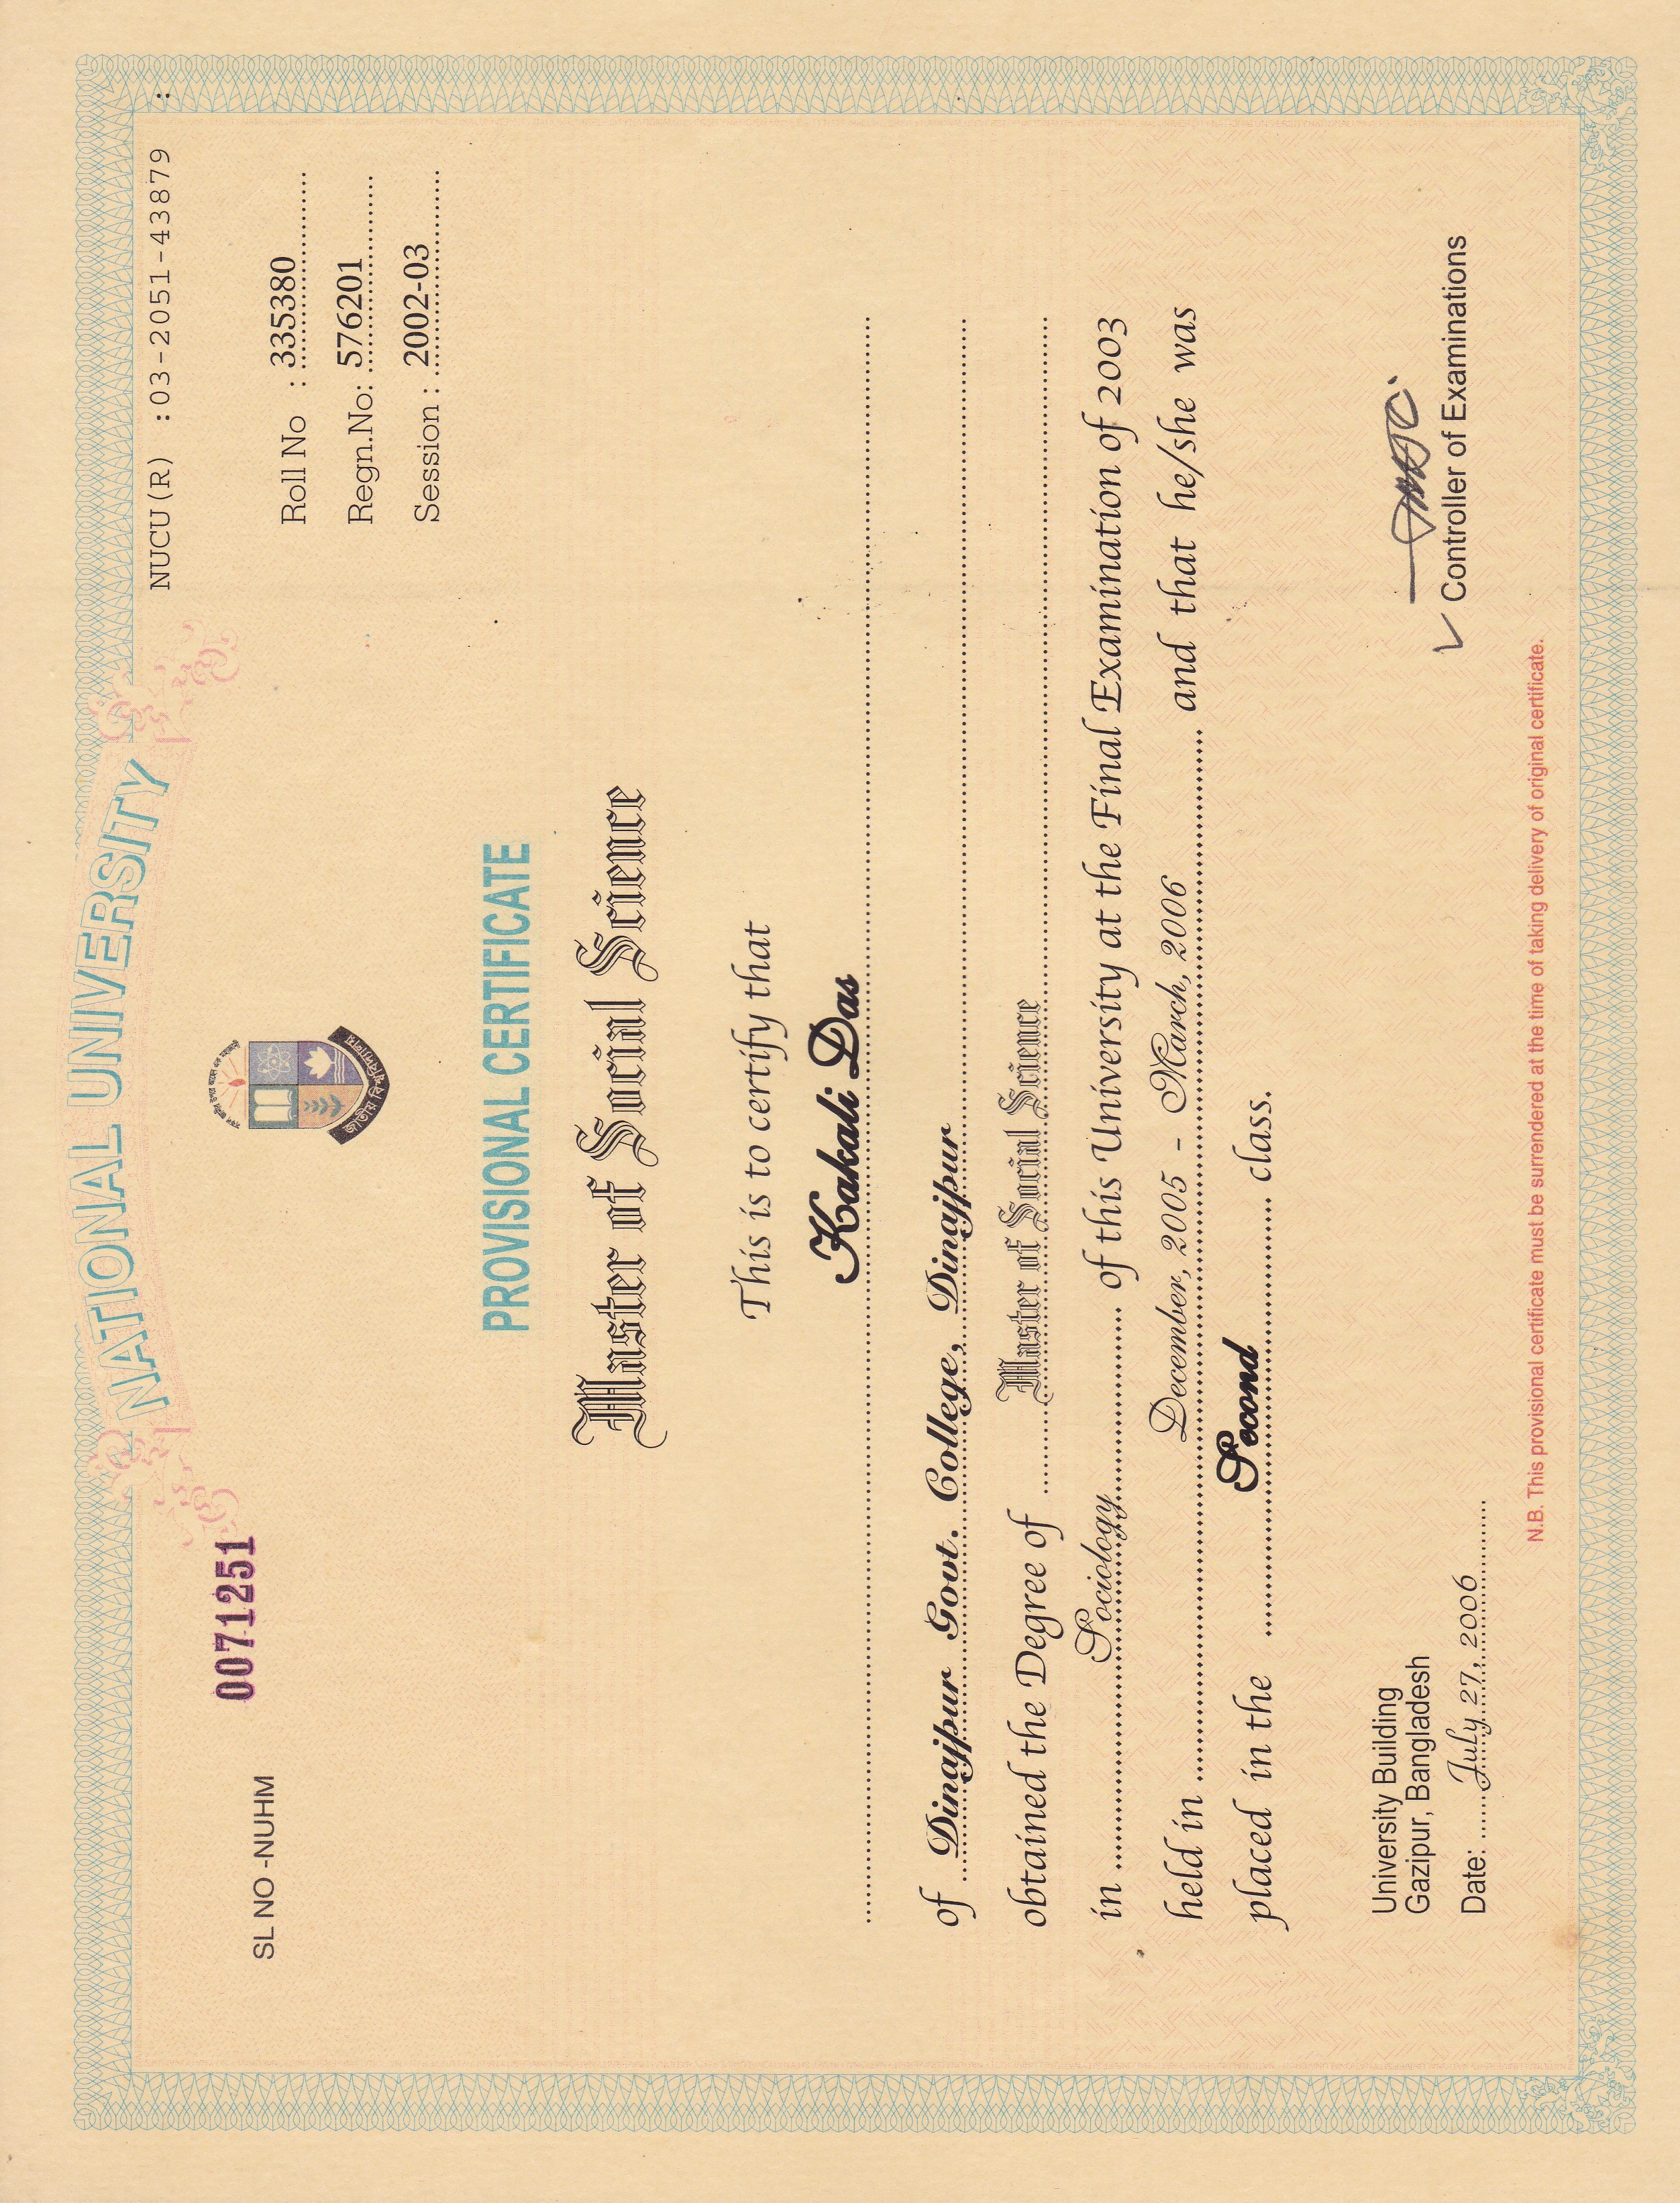 NATIONAL UNIVERSITY
NUCU(R) :03-2051-43879 :
SL NO -NUHM 0071251
Roll No : 335380
Regn.No: 576201
Session : 2002-03
জাতীয় বিশ্ববিদ্যালয়
PROVISIONAL CERTIFICATE
Master of Social Science
This is to certify that
Kakali Das
of Dinajpur Govt. College, Dinajpur
obtained the Degree of Master of Social Science
in Sociology of this University at the Final Examination of 2003
held in December, 2005 - March, 2006 and that he/she was
placed in the Second class.
University Building
Gazipur, Bangladesh
Date: July 27, 2006
Controller of Examinations
N.B. This provisional certificate must be surrendered at the time of taking delivery of original certificate.